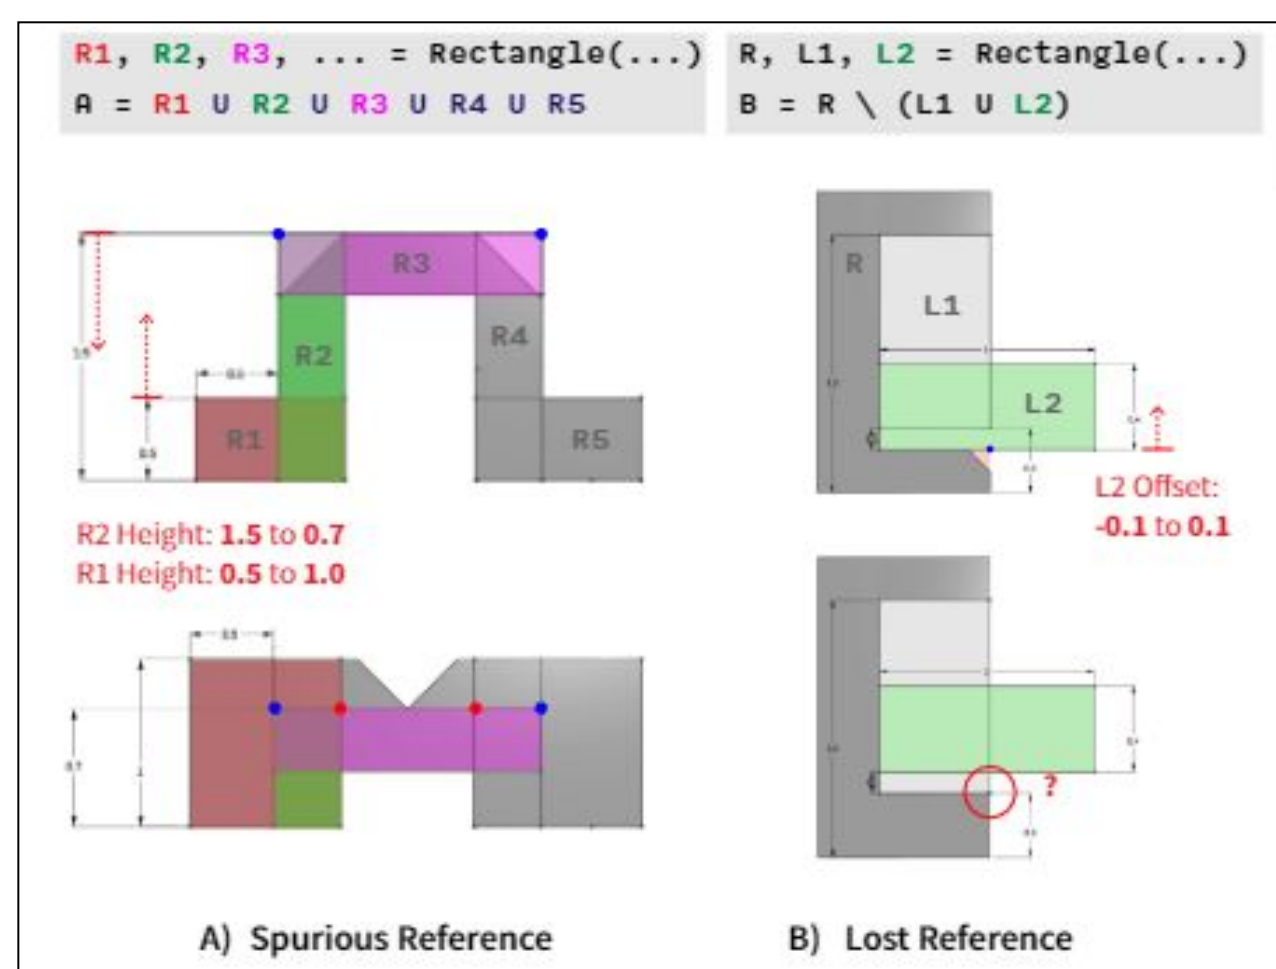 R1, R2, R3, ... = Rectangle(...)
A = R1 U R2 U R3 U R4 U R5
R, L1, L2 = Rectangle(...)
B = R \ (L1 U L2)
R3
R2
R4
R1
R5
R2 Height: 1.5 to 0.7
R1 Height: 0.5 to 1.0
R
L1
L2
L2 Offset:
-0.1 to 0.1
?
A) Spurious Reference
B) Lost Reference